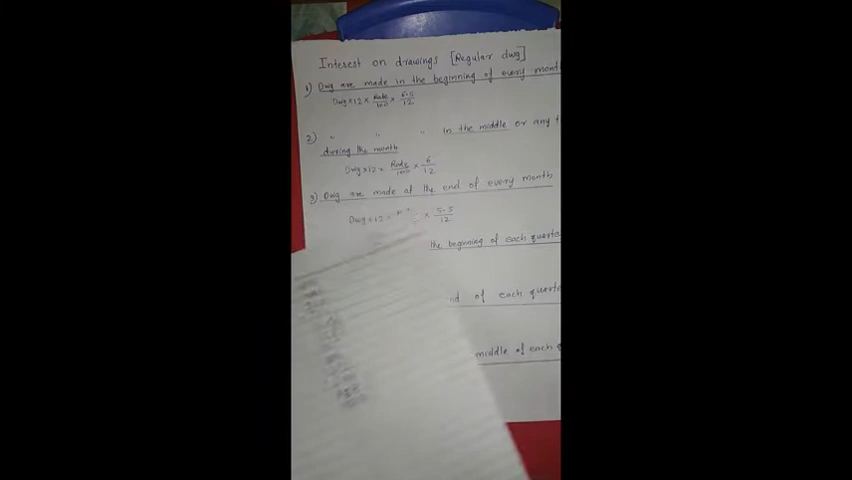 Interest on drawings [Regular dwg]
1) Dwg are made in the beginning of every month
Dwg×12 × Rate/100 × 6.5/12
2) " " " in the middle or any
during the month
Dwg×12 × Rate/100 × 6/12
3) Dwg are made at the end of every month
Dwg×12 × 5.5/12
the beginning of each
of each
middle of each